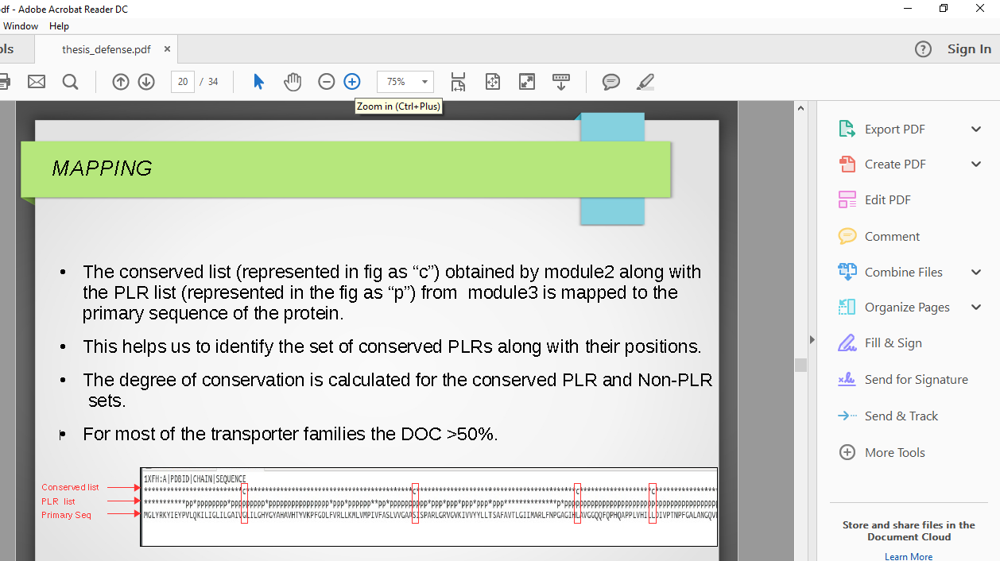 df - Adobe Acrobat Reader DC
Window Help
ols thesis_defense.pdf × ? Sign In
20 / 34 75%
Zoom in (Ctrl+Plus)
MAPPING
• The conserved list (represented in fig as “c”) obtained by module2 along with
the PLR list (represented in the fig as “p”) from module3 is mapped to the
primary sequence of the protein.
• This helps us to identify the set of conserved PLRs along with their positions.
• The degree of conservation is calculated for the conserved PLR and Non-PLR
sets.
• For most of the transporter families the DOC >50%.
1XFH:A|PDBID|CHAIN|SEQUENCE
Conserved list
PLR list
Primary Seq
Export PDF
Create PDF
Edit PDF
Comment
Combine Files
Organize Pages
Fill & Sign
Send for Signature
Send & Track
More Tools
Store and share files in the
Document Cloud
Learn More